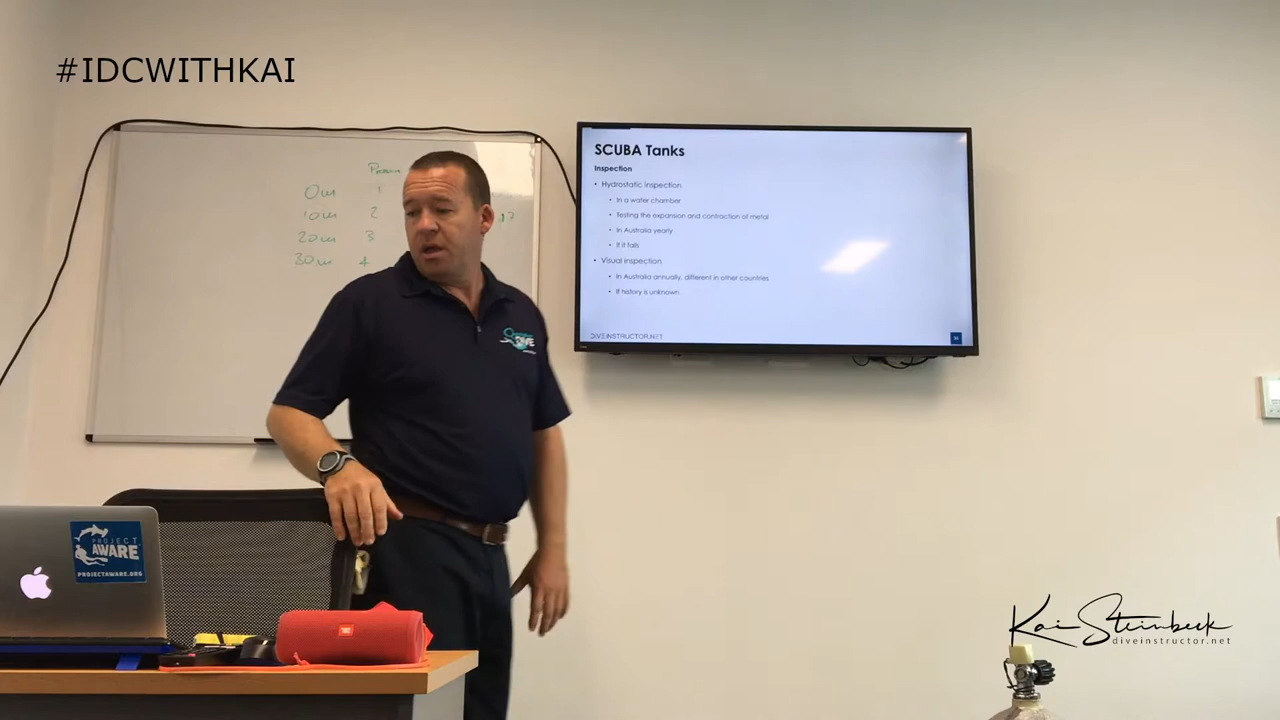 #IDCWITHKAI
0m 1
10m 2
20m 3
30m 4
SCUBA Tanks
Inspection
• Hydrostatic inspection
• In a water chamber
• Testing the expansion and contraction of metal
• In Australia yearly
• If it fails
• Visual inspection
• In Australia annually, different in other countries
• If history is unknown
DIVEINSTRUCTOR.NET
DIVE
PROJECT
AWARE
PROJECTAWARE.ORG
JBL
Kai Steinbeck
diveinstructor.net